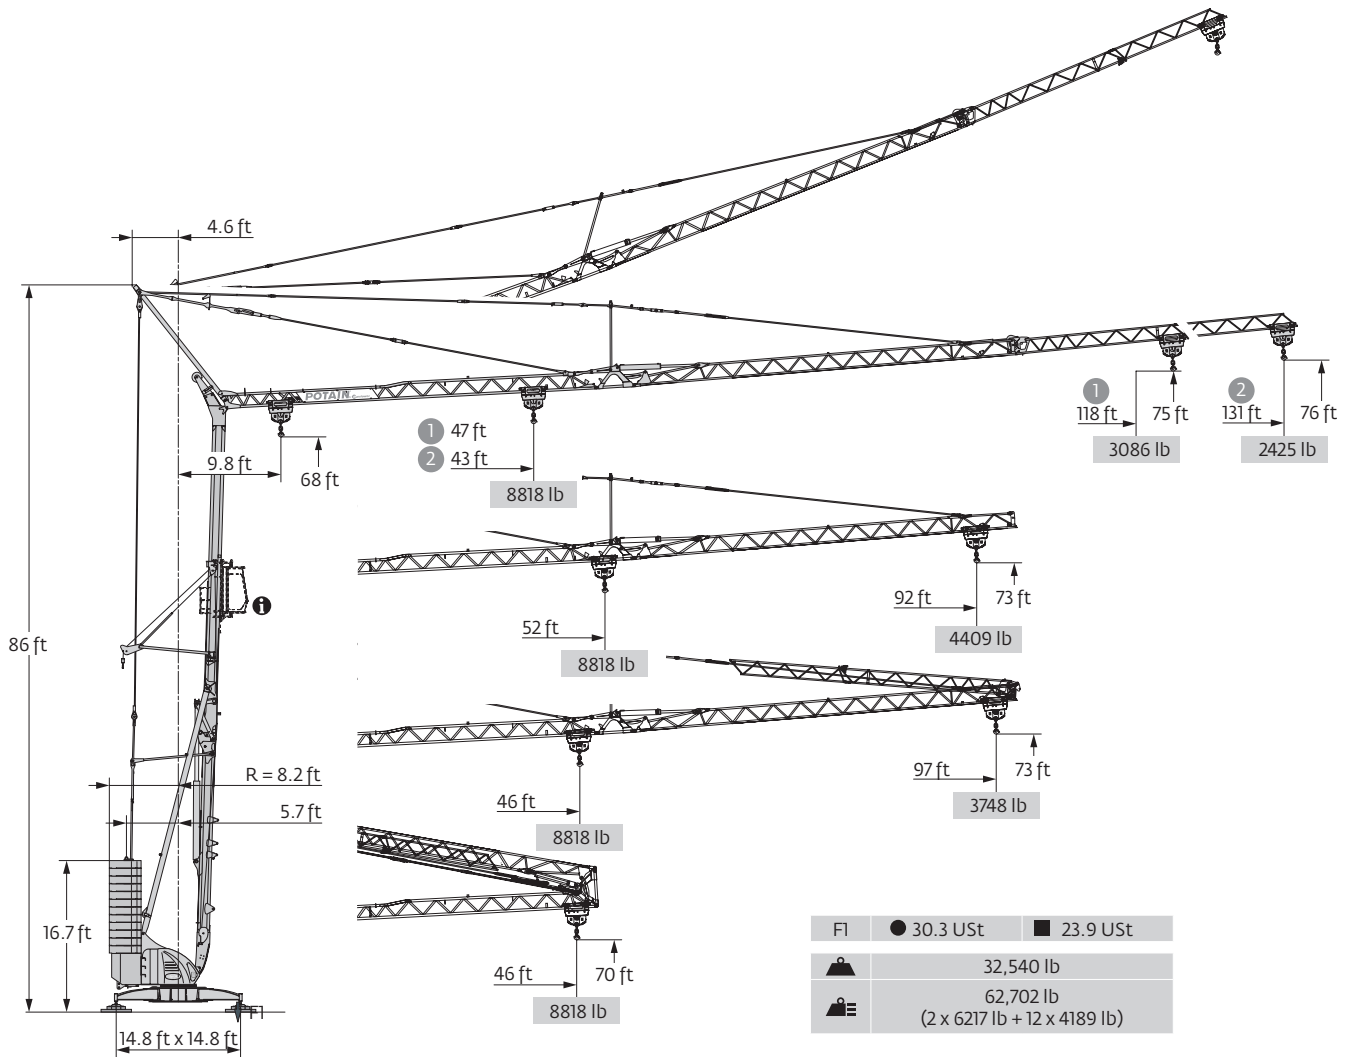 4.6 ft
POTAIN
1
118 ft
75 ft
3086 lb
2
131 ft
76 ft
2425 lb
1 47 ft
2 43 ft
8818 lb
9.8 ft
68 ft
52 ft
8818 lb
92 ft
73 ft
4409 lb
86 ft
i
46 ft
8818 lb
97 ft
73 ft
3748 lb
R = 8.2 ft
5.7 ft
16.7 ft
46 ft
70 ft
8818 lb
14.8 ft x 14.8 ft
F1 ● 30.3 USt ■ 23.9 USt
32,540 lb
62,702 lb
(2 x 6217 lb + 12 x 4189 lb)